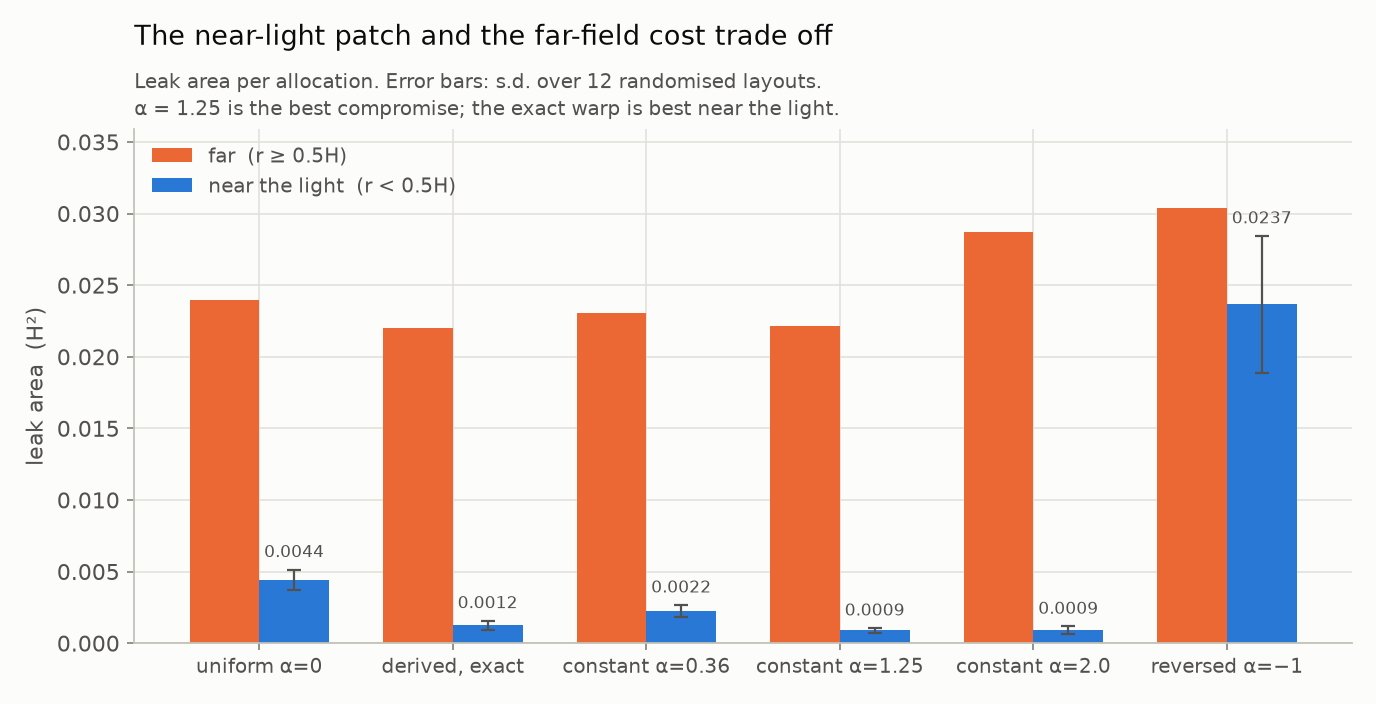 The near-light patch and the far-field cost trade off
Leak area per allocation. Error bars: s.d. over 12 randomised layouts.
α = 1.25 is the best compromise; the exact warp is best near the light.
far (r ≥ 0.5H)
near the light (r < 0.5H)
leak area (H²)
0.035
0.030
0.025
0.020
0.015
0.010
0.005
0.000
0.0044
0.0012
0.0022
0.0009
0.0009
0.0237
uniform α=0
derived, exact
constant α=0.36
constant α=1.25
constant α=2.0
reversed α=−1